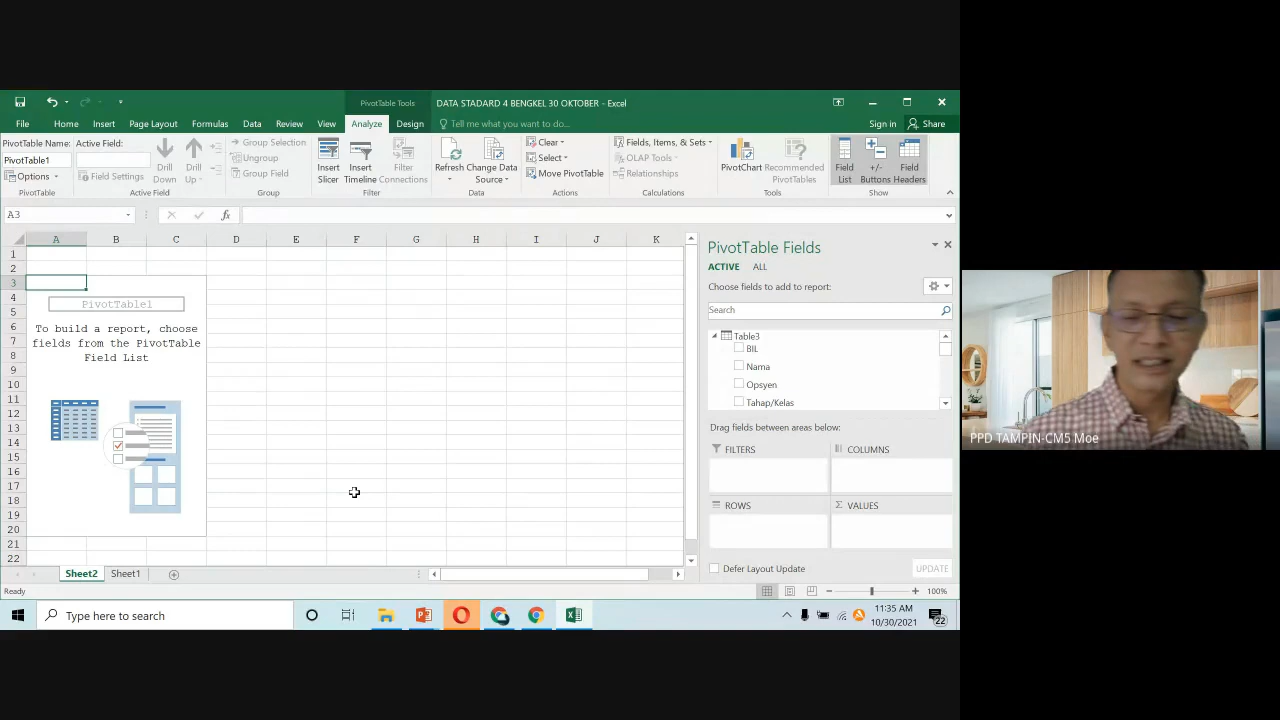 PivotTable Tools
DATA STADARD 4 BENGKEL 30 OKTOBER - Excel
File Home Insert Page Layout Formulas Data Review View Analyze Design Tell me what you want to do... Sign in Share
PivotTable Name:
PivotTable1
Options
PivotTable
Active Field:
Field Settings
Drill Down
Drill Up
Active Field
Group Selection
Ungroup
Group Field
Group
Insert Slicer
Insert Timeline
Filter Connections
Filter
Refresh
Change Data Source
Data
Clear
Select
Move PivotTable
Actions
Fields, Items, & Sets
OLAP Tools
Relationships
Calculations
PivotChart
Recommended PivotTables
Tools
Field List
+/- Buttons
Field Headers
Show
A3
fx
A B C D E F G H I J K
1
2
3
4
5
6
7
8
9
10
11
12
13
14
15
16
17
18
19
20
21
22
PivotTable1
To build a report, choose
fields from the PivotTable
Field List
PivotTable Fields
ACTIVE ALL
Choose fields to add to report:
Search
Table3
BIL
Nama
Opsyen
Tahap/Kelas
Drag fields between areas below:
FILTERS COLUMNS
ROWS Σ VALUES
Defer Layout Update UPDATE
Sheet2 Sheet1
Ready
100%
Type here to search
11:35 AM
10/30/2021
22
PPD TAMPIN-CM5 Moe